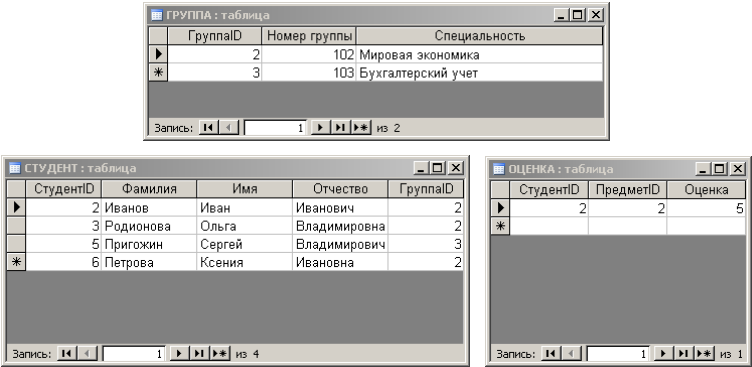 ГРУППА : таблица
ГруппаID Номер группы Специальность
2 102 Мировая экономика
3 103 Бухгалтерский учет
Запись: 1 из 2
СТУДЕНТ : таблица
СтудентID Фамилия Имя Отчество ГруппаID
2 Иванов Иван Иванович 2
3 Родионова Ольга Владимировна 2
5 Пригожин Сергей Владимирович 3
6 Петрова Ксения Ивановна 2
Запись: 1 из 4
ОЦЕНКА : таблица
СтудентID ПредметID Оценка
2 2 5
Запись: 1 из 1